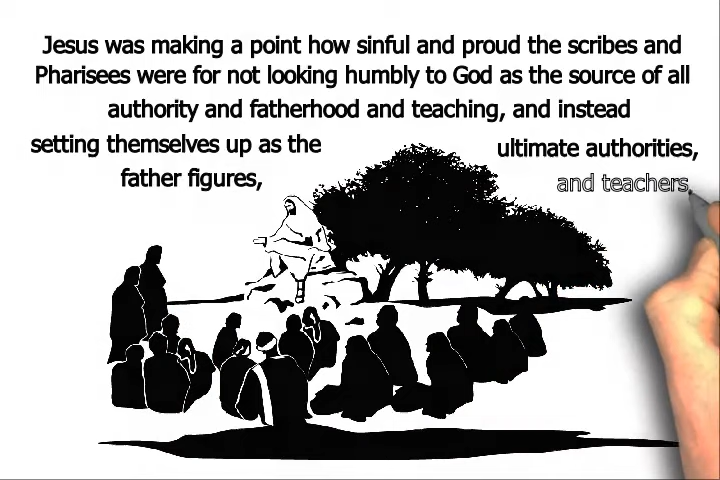 Jesus was making a point how sinful and proud the scribes and
Pharisees were for not looking humbly to God as the source of all
authority and fatherhood and teaching, and instead
setting themselves up as the
father figures,
ultimate authorities,
and teachers,